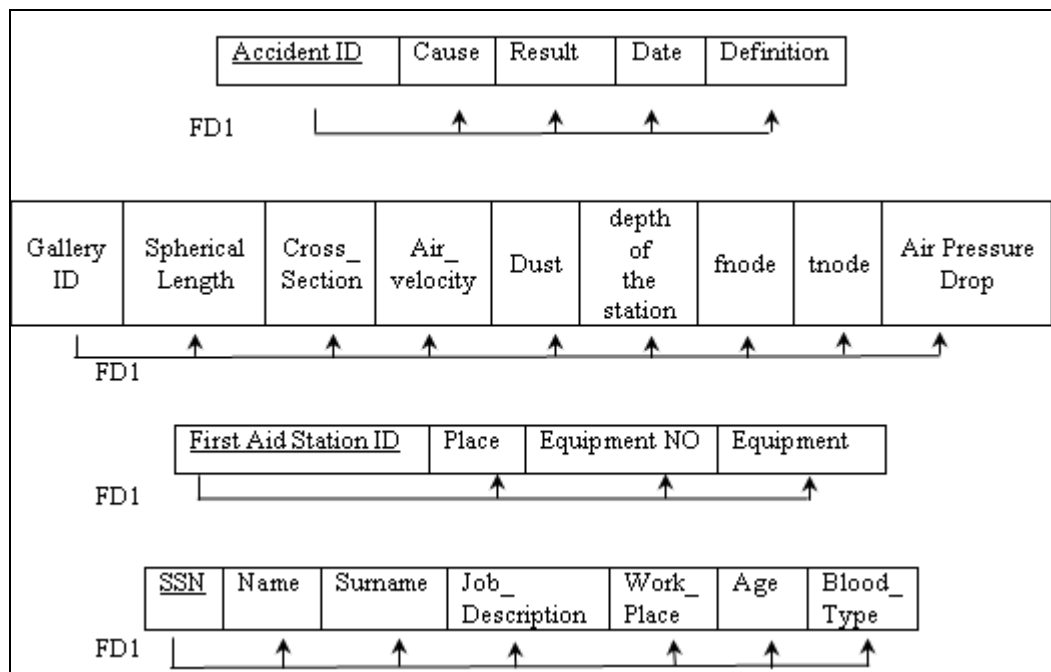 Accident ID Cause Result Date Definition
FD1
Gallery ID Spherical Length Cross_ Section Air_ velocity Dust depth of the station fnode tnode Air Pressure Drop
FD1
First Aid Station ID Place Equipment NO Equipment
FD1
SSN Name Surname Job_ Description Work_ Place Age Blood_ Type
FD1